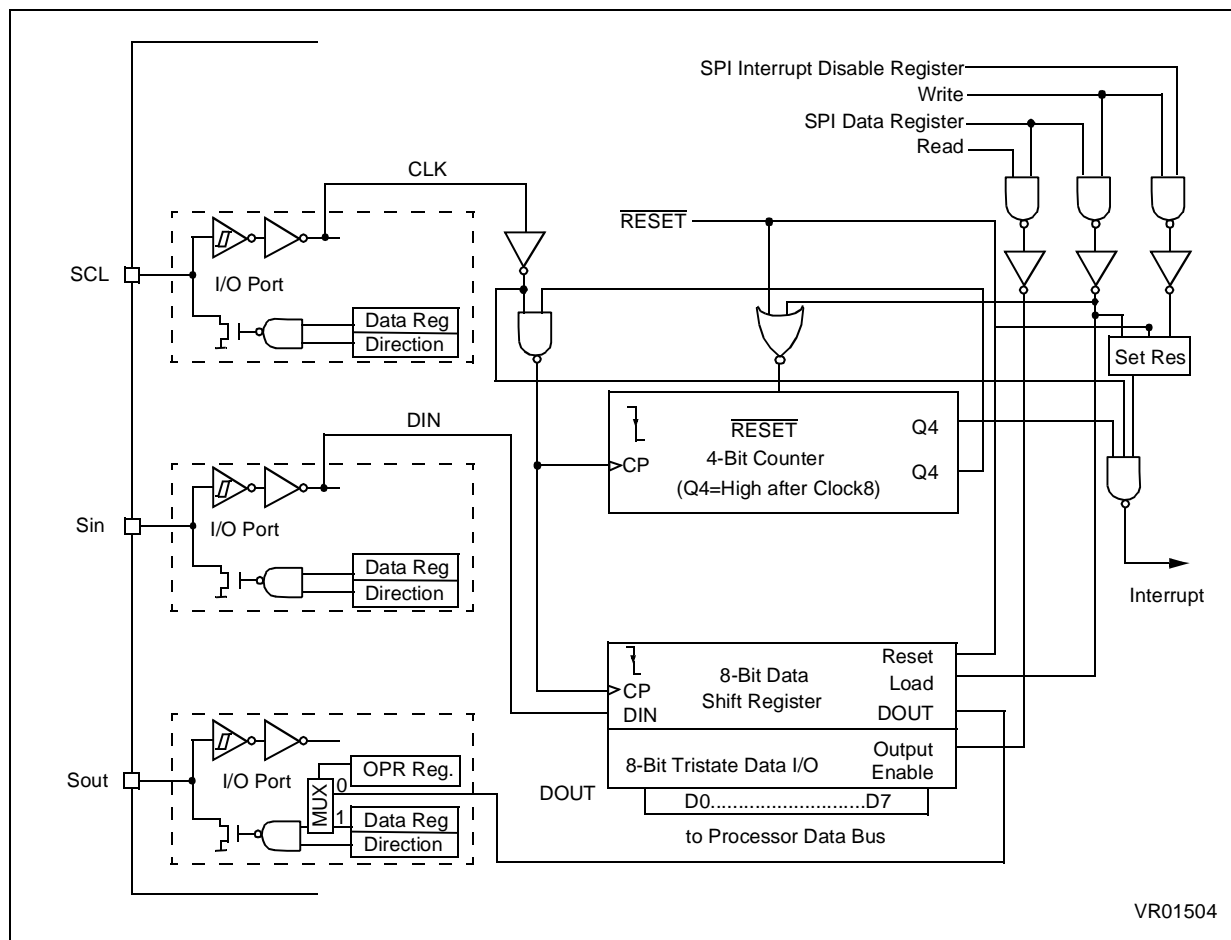 SPI Interrupt Disable Register
Write
SPI Data Register
Read
CLK
RESET
SCL
I/O Port
Data Reg
Direction
Set Res
RESET
Q4
CP
4-Bit Counter
Q4
(Q4=High after Clock8)
DIN
Sin
I/O Port
Data Reg
Direction
Interrupt
Reset
8-Bit Data
Load
CP
Shift Register
DIN
DOUT
Output
8-Bit Tristate Data I/O
Enable
Sout
I/O Port
OPR Reg.
MUX
0
1
Data Reg
Direction
DOUT
D0............................D7
to Processor Data Bus
VR01504